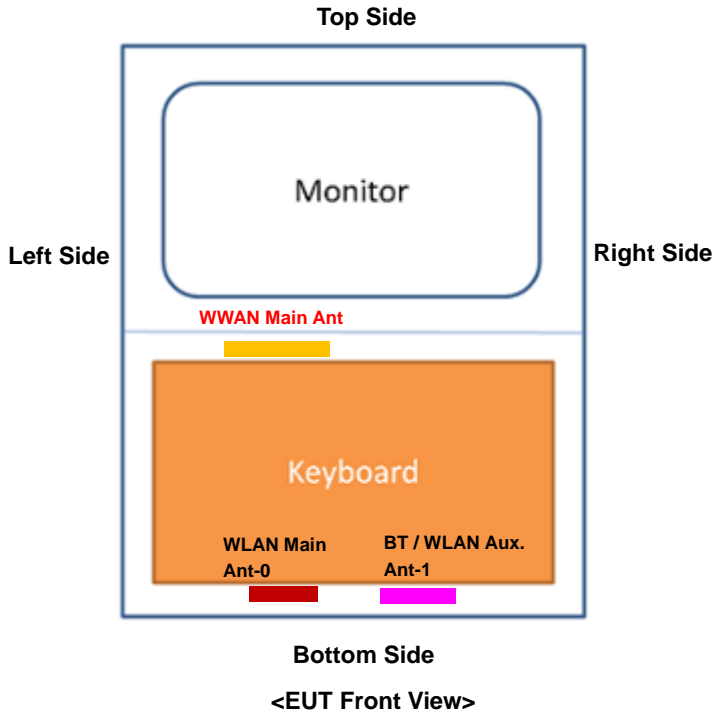 Top Side
Monitor
Left Side
Right Side
WWAN Main Ant
Keyboard
WLAN Main
Ant-0
BT / WLAN Aux.
Ant-1
Bottom Side
<EUT Front View>